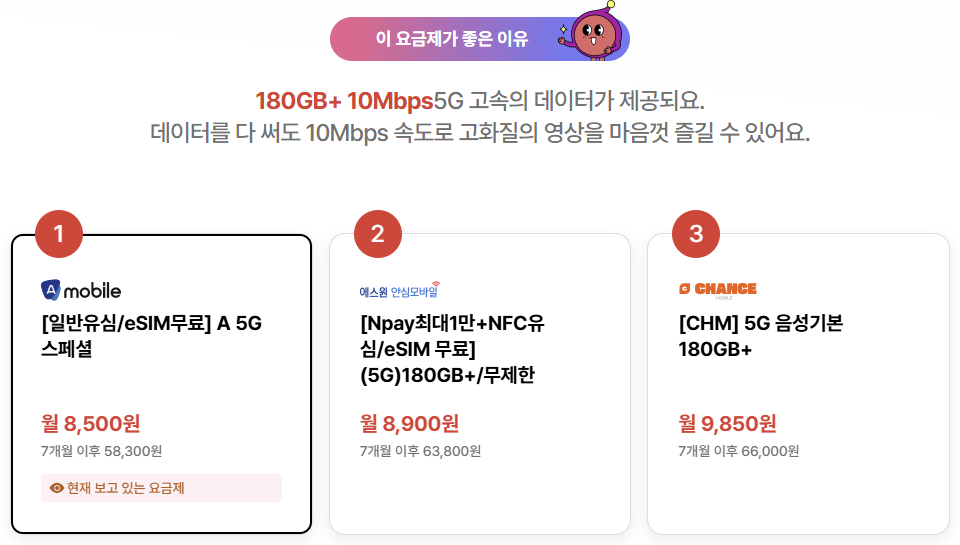 이 요금제가 좋은 이유
180GB+ 10Mbps5G 고속의 데이터가 제공되요.
데이터를 다 써도 10Mbps 속도로 고화질의 영상을 마음껏 즐길 수 있어요.
1
A mobile
[일반유심/eSIM무료] A 5G
스페셜
월 8,500원
7개월 이후 58,300원
현재 보고 있는 요금제
2
에스원 안심모바일
[Npay최대1만+NFC유
심/eSIM 무료]
(5G)180GB+/무제한
월 8,900원
7개월 이후 63,800원
3
CHANCE
MOBILE
[CHM] 5G 음성기본
180GB+
월 9,850원
7개월 이후 66,000원